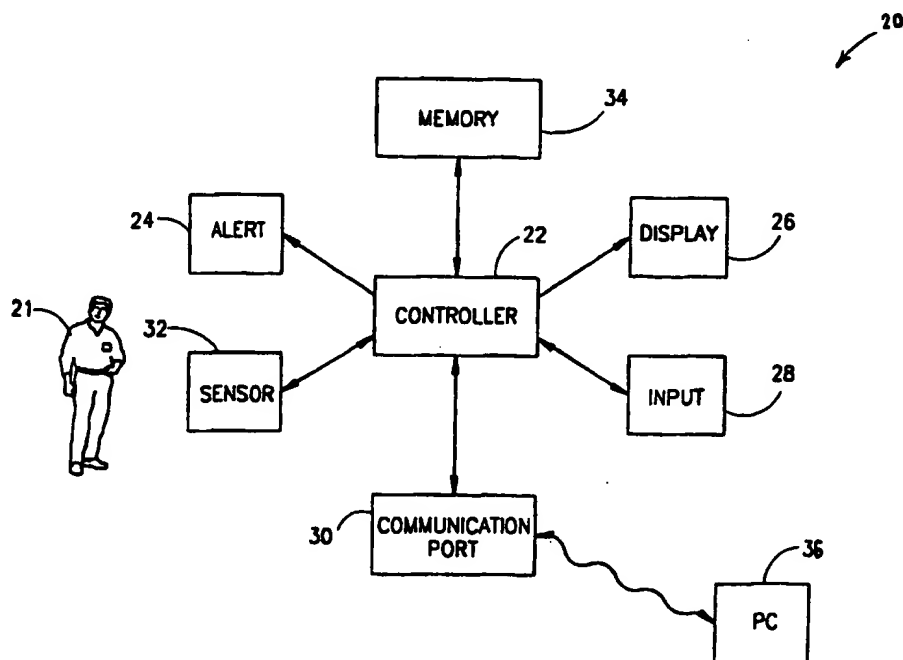 20
MEMORY
34
24
ALERT
22
DISPLAY
26
21
CONTROLLER
32
SENSOR
INPUT
28
30
COMMUNICATION
PORT
36
PC